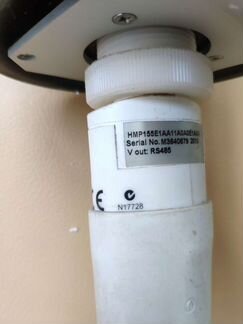 HMP155E1AA11A0A0E1A
Serial No. M3640679
V out: RS485
CE
N17728